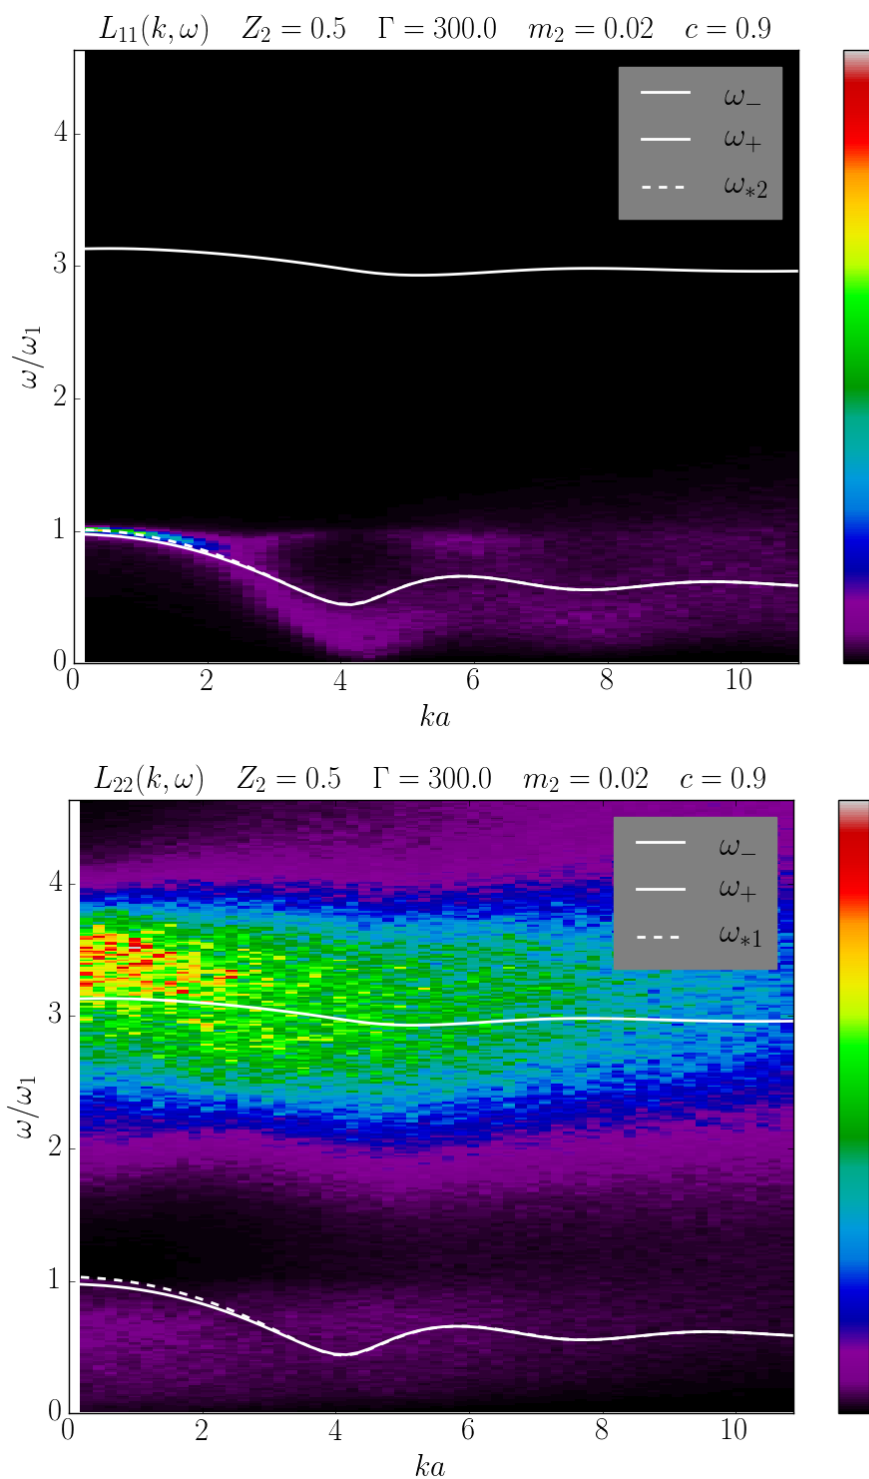 L₁₁(k, ω) Z₂ = 0.5 Γ = 300.0 m₂ = 0.02 c = 0.9
ω₋
ω₊
ω∗₂
4
3
2
1
0
ω/ω₁
0 2 4 6 8 10
ka
L₂₂(k, ω) Z₂ = 0.5 Γ = 300.0 m₂ = 0.02 c = 0.9
ω₋
ω₊
ω∗₁
4
3
2
1
0
ω/ω₁
0 2 4 6 8 10
ka